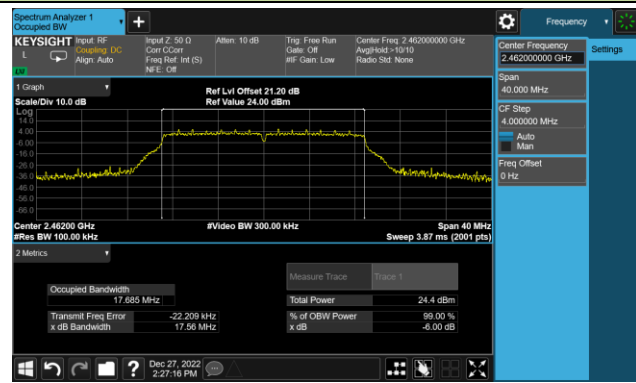 Spectrum Analyzer 1
Occupied BW
+
Frequency
KEYSIGHT Input: RF Input Z: 50 Ω Atten: 10 dB Trig: Free Run Center Freq: 2.462000000 GHz
L Coupling: DC Corr CCorr Gate: Off Avg|Hold:>10/10
Align: Auto Freq Ref: Int (S) #IF Gain: Low Radio Std: None
NFE: Off
Center Frequency
2.462000000 GHz
Settings
Span
40.000 MHz
CF Step
4.000000 MHz
Auto
Man
Freq Offset
0 Hz
1 Graph
Ref Lvl Offset 21.20 dB
Scale/Div 10.0 dB Ref Value 24.00 dBm
Log
14.0
4.00
-6.00
-16.0
-26.0
-36.0
-46.0
-56.0
-66.0
Center 2.46200 GHz #Video BW 300.00 kHz Span 40 MHz
#Res BW 100.00 kHz Sweep 3.87 ms (2001 pts)
2 Metrics
Measure Trace Trace 1
Occupied Bandwidth
17.685 MHz Total Power 24.4 dBm
Transmit Freq Error -22.209 kHz % of OBW Power 99.00 %
x dB Bandwidth 17.56 MHz x dB -6.00 dB
? Dec 27, 2022
2:27:16 PM